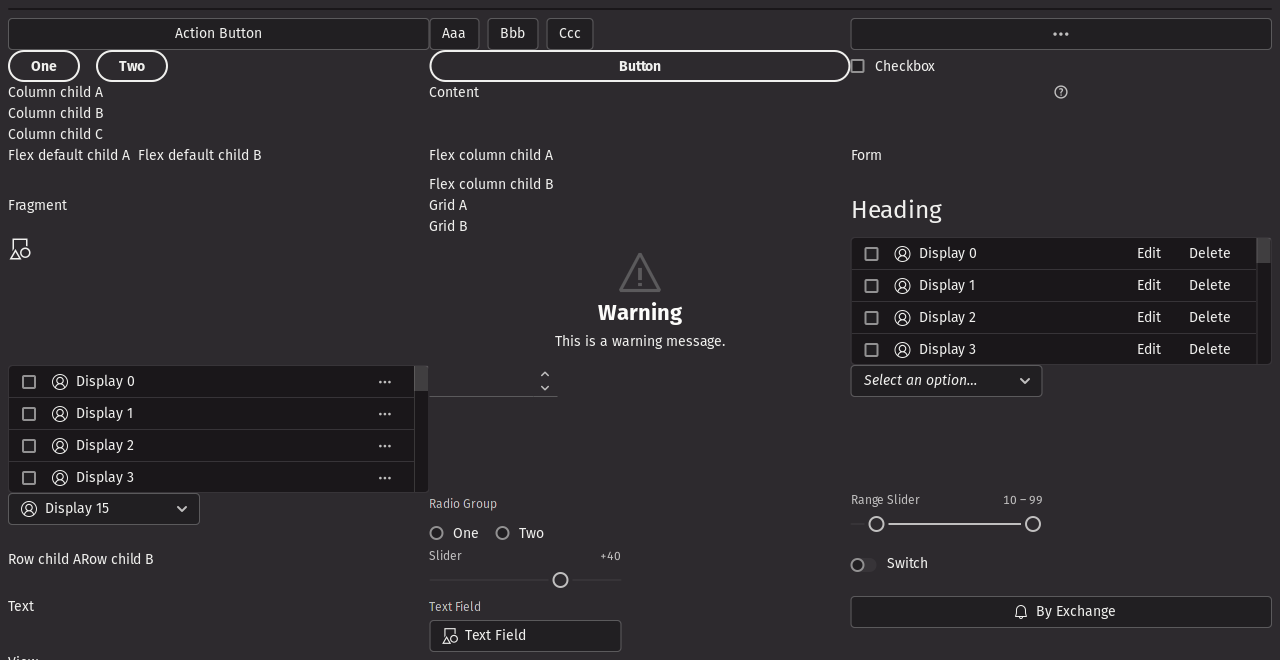 Action Button
Aaa Bbb Ccc
One Two
Button
Checkbox
Column child A
Column child B
Column child C
Content
Flex default child A Flex default child B
Flex column child A
Flex column child B
Form
Fragment
Grid A
Grid B
Heading
Warning
This is a warning message.
Display 0 Edit Delete
Display 1 Edit Delete
Display 2 Edit Delete
Display 3 Edit Delete
Display 0
Display 1
Display 2
Display 3
Select an option...
Display 15
Radio Group
One Two
Range Slider 10 – 99
Row child ARow child B
Slider +40
Switch
Text
Text Field
Text Field
By Exchange
View